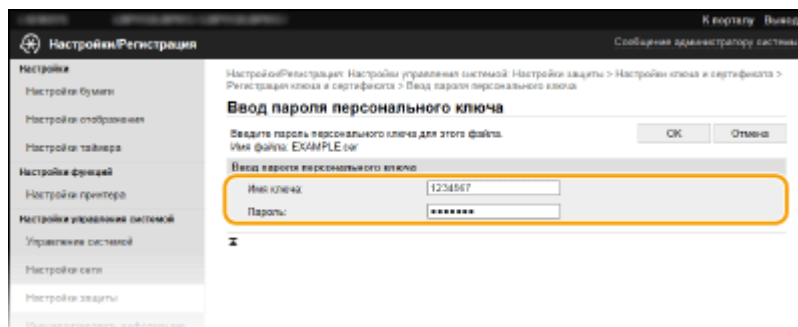 К порталу Выход
Настройки/Регистрация
Сообщение администратору системы
Настройки
Настройки бумаги
Настройки отображения
Настройки таймера
Настройки функций
Настройки принтера
Настройки управления системой
Управление системой
Настройки сети
Настройки защиты
Настройки/Регистрация: Настройки управления системой: Настройки защиты > Настройки ключа и сертификата >
Регистрация ключа и сертификата > Ввод пароля персонального ключа
Ввод пароля персонального ключа
Введите пароль персонального ключа для этого файла.
Имя файла: EXAMPLE.cer
OK Отмена
Ввод пароля персонального ключа
Имя ключа: 1234567
Пароль: •••••••